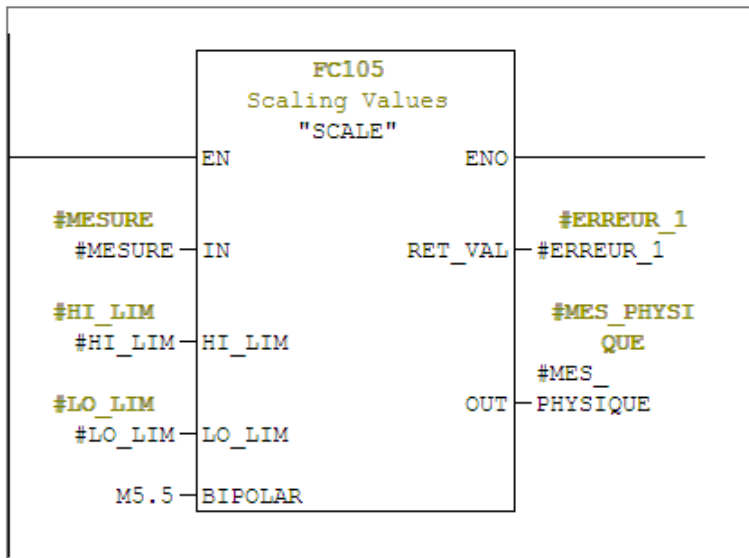 FC105
Scaling Values
"SCALE"
EN ENO
#MESURE #ERREUR_1
#MESURE IN RET_VAL #ERREUR_1
#HI_LIM #MES_PHYSI
#HI_LIM HI_LIM QUE
#MES_
#LO_LIM OUT PHYSIQUE
#LO_LIM LO_LIM
M5.5 BIPOLAR